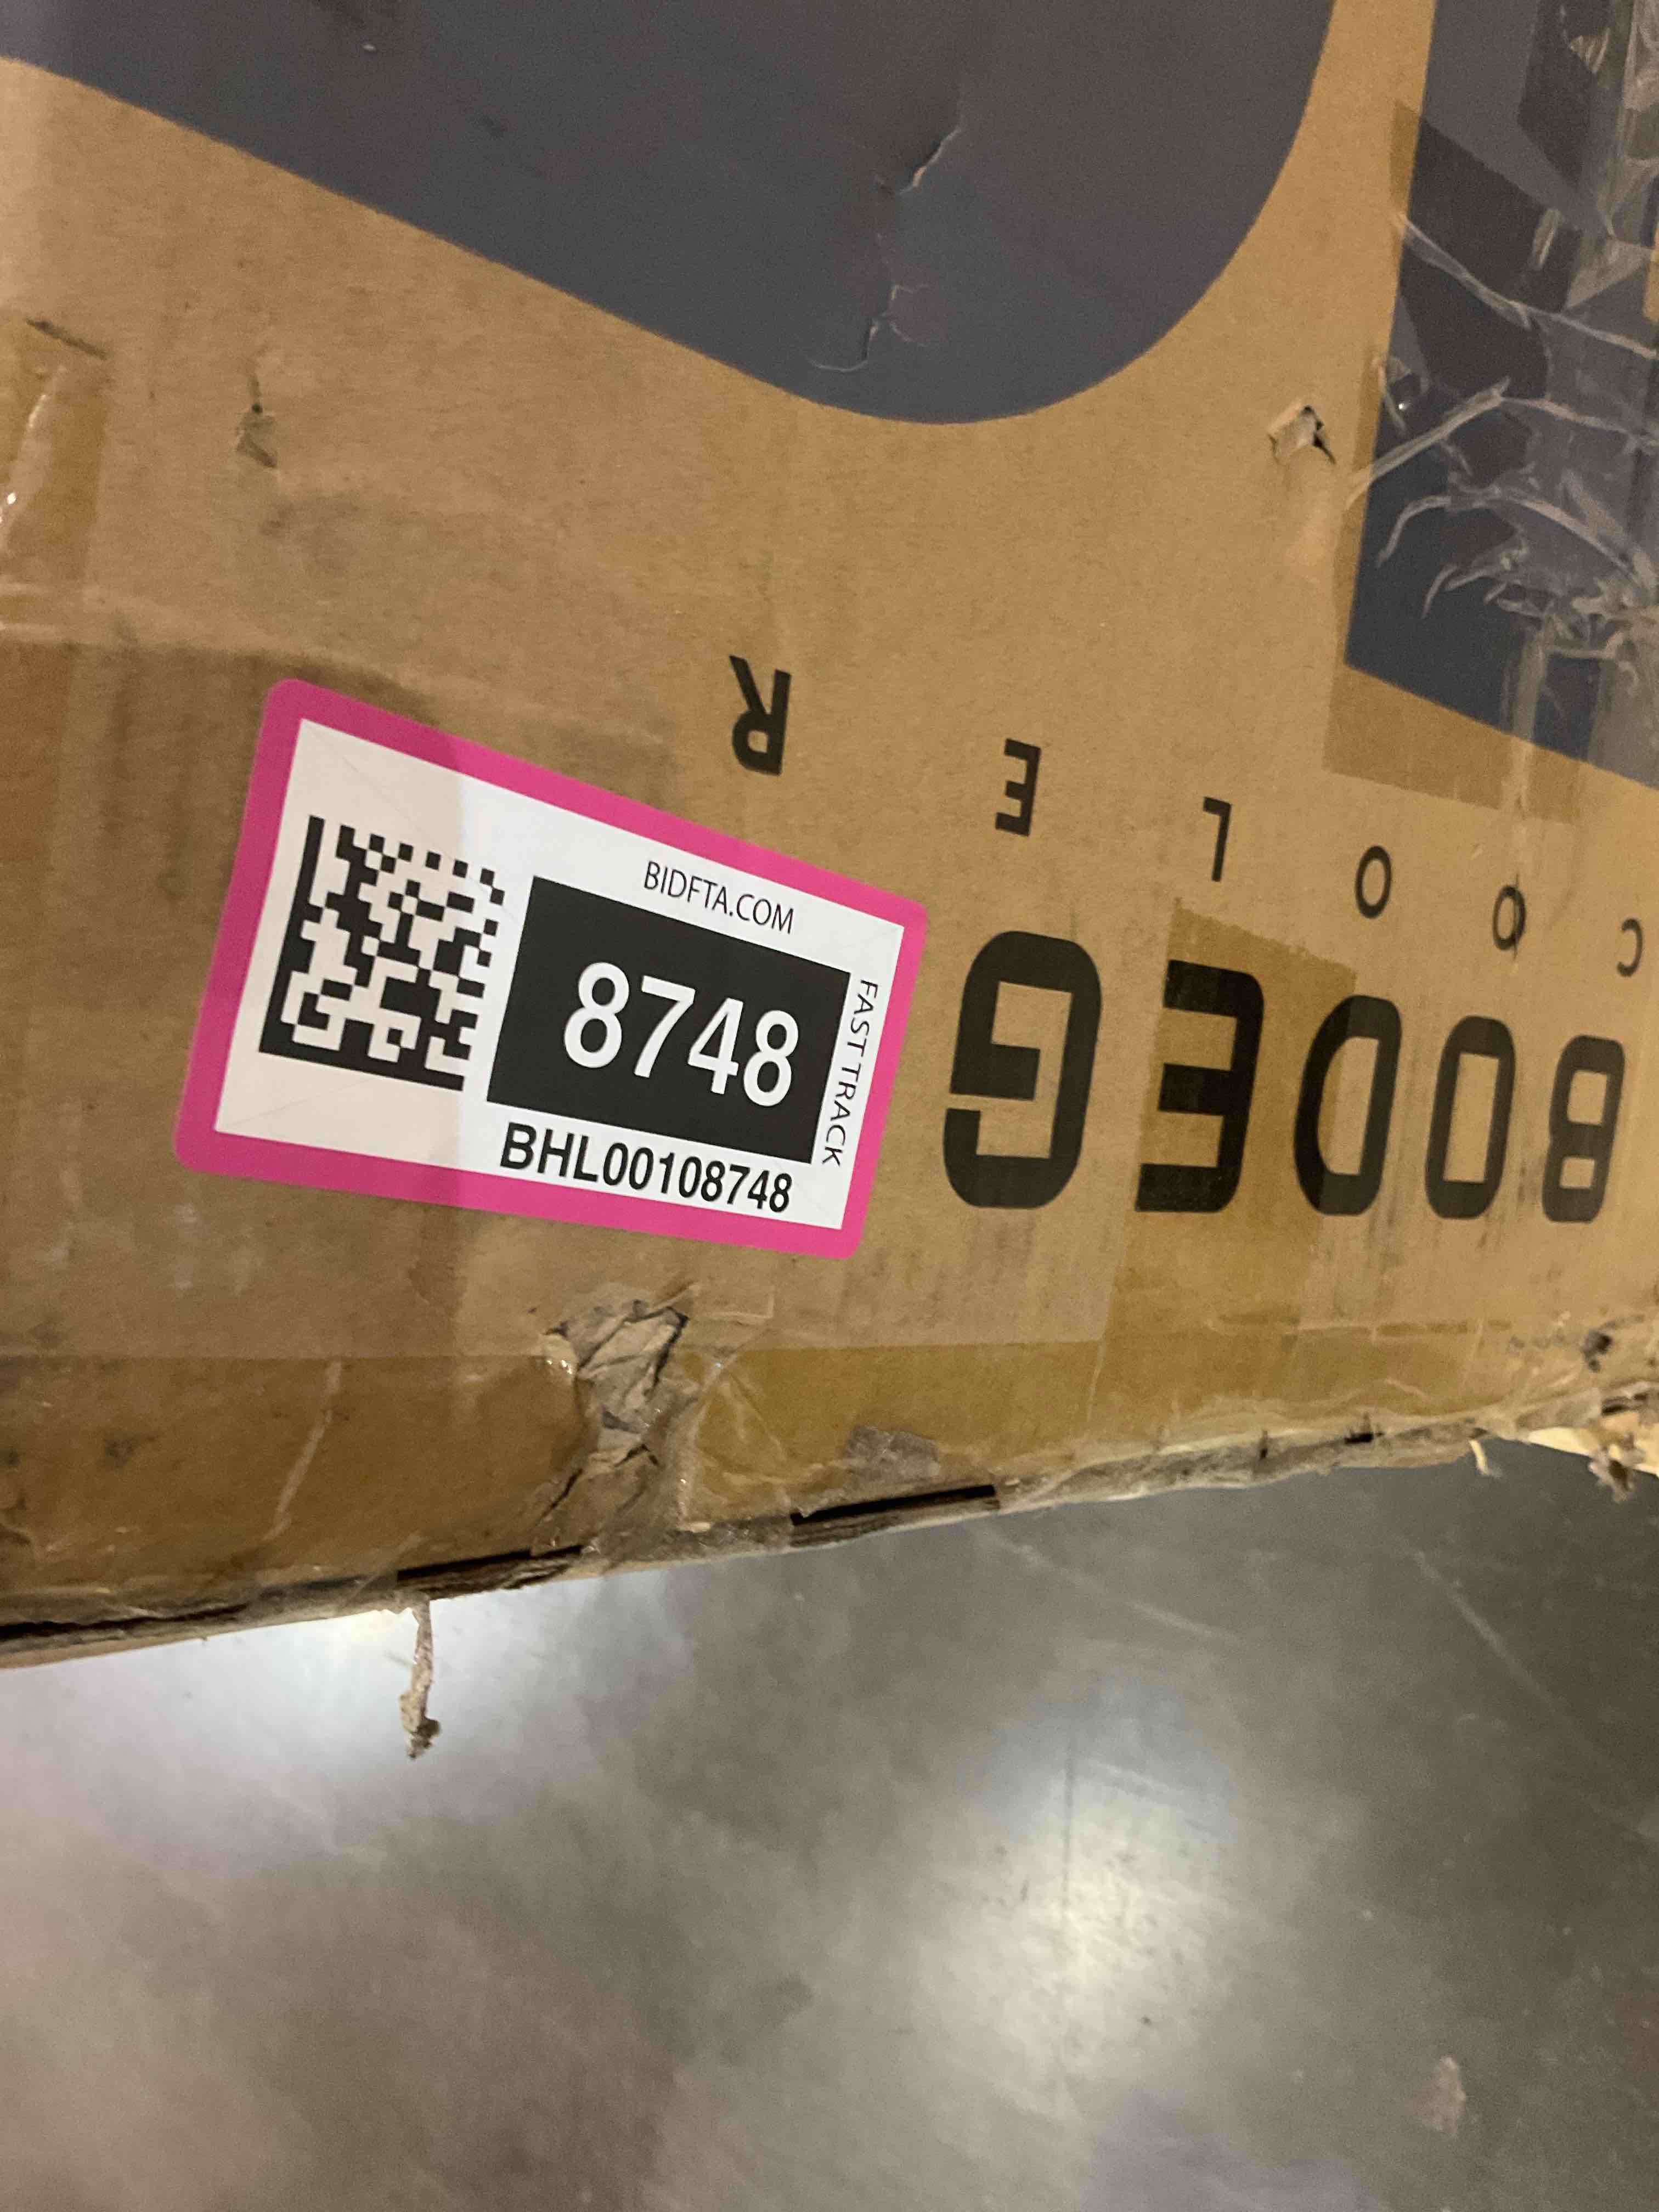 BIDFTA.COM
8748
FAST TRACK
BHL00108748
BODEG
COOLER